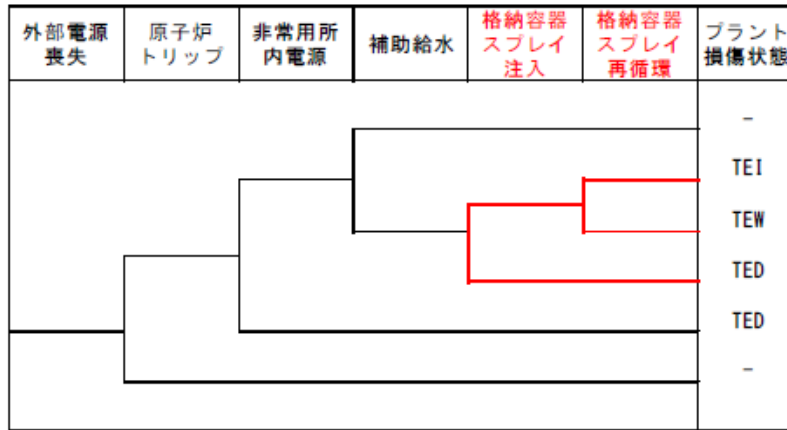 外部電源
喪失
原子炉
トリップ
非常用所
内電源
補助給水
格納容器
スプレイ
注入
格納容器
スプレイ
再循環
プラント
損傷状態
-
TEI
TEW
TED
TED
-